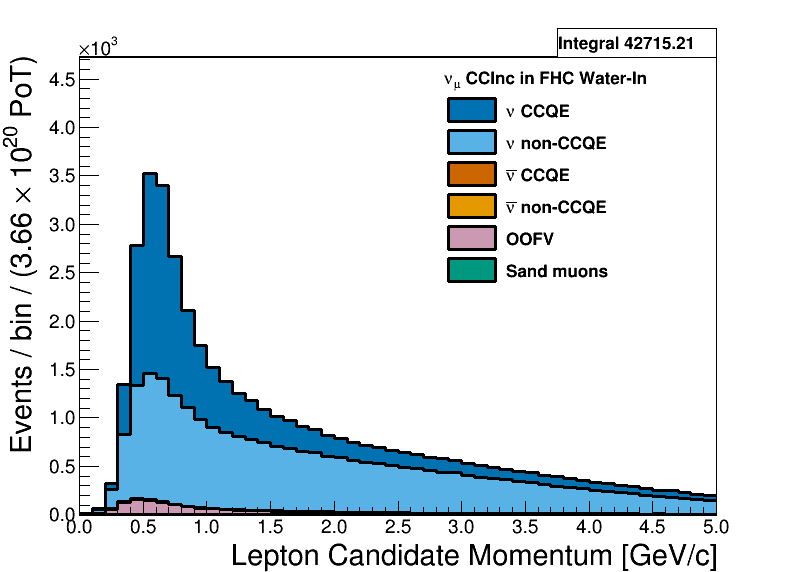 ×10³
Integral 42715.21
ν_μ CCInc in FHC Water-In
ν CCQE
ν non-CCQE
ν̅ CCQE
ν̅ non-CCQE
OOFV
Sand muons
Events / bin / (3.66 × 10²⁰ PoT)
4.5
4.0
3.5
3.0
2.5
2.0
1.5
1.0
0.5
0.0
0.0 0.5 1.0 1.5 2.0 2.5 3.0 3.5 4.0 4.5 5.0
Lepton Candidate Momentum [GeV/c]